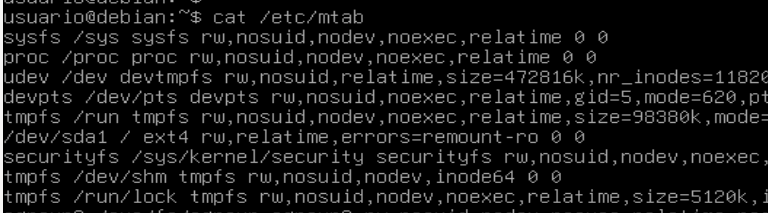 usuario@debian:~$ cat /etc/mtab
sysfs /sys sysfs rw,nosuid,nodev,noexec,relatime 0 0
proc /proc proc rw,nosuid,nodev,noexec,relatime 0 0
udev /dev devtmpfs rw,nosuid,relatime,size=472816k,nr_inodes=11820
devpts /dev/pts devpts rw,nosuid,noexec,relatime,gid=5,mode=620,pt
tmpfs /run tmpfs rw,nosuid,nodev,noexec,relatime,size=98380k,mode=
/dev/sda1 / ext4 rw,relatime,errors=remount-ro 0 0
securityfs /sys/kernel/security securityfs rw,nosuid,nodev,noexec,
tmpfs /dev/shm tmpfs rw,nosuid,nodev,inode64 0 0
tmpfs /run/lock tmpfs rw,nosuid,nodev,noexec,relatime,size=5120k,i